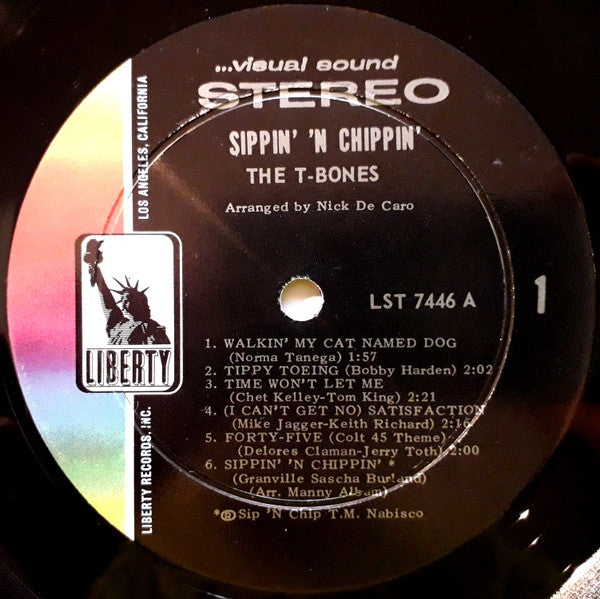 ...visual sound
STEREO
SIPPIN' 'N CHIPPIN'
THE T-BONES
Arranged by Nick De Caro
LOS ANGELES, CALIFORNIA
LIBERTY
LIBERTY RECORDS, INC.
LST 7446 A
1
1. WALKIN' MY CAT NAMED DOG
(Norma Tanega) 1:57
2. TIPPY TOEING (Bobby Harden) 2:02
3. TIME WON'T LET ME
(Chet Kelley-Tom King) 2:21
4. (I CAN'T GET NO) SATISFACTION
(Mike Jagger-Keith Richard) 2:16
5. FORTY-FIVE (Colt 45 Theme)
(Delores Claman-Jerry Toth) 2:00
6. SIPPIN' 'N CHIPPIN' *
(Granville Sascha Burland)
(Arr. Manny Albam)
*® Sip 'N Chip T.M. Nabisco